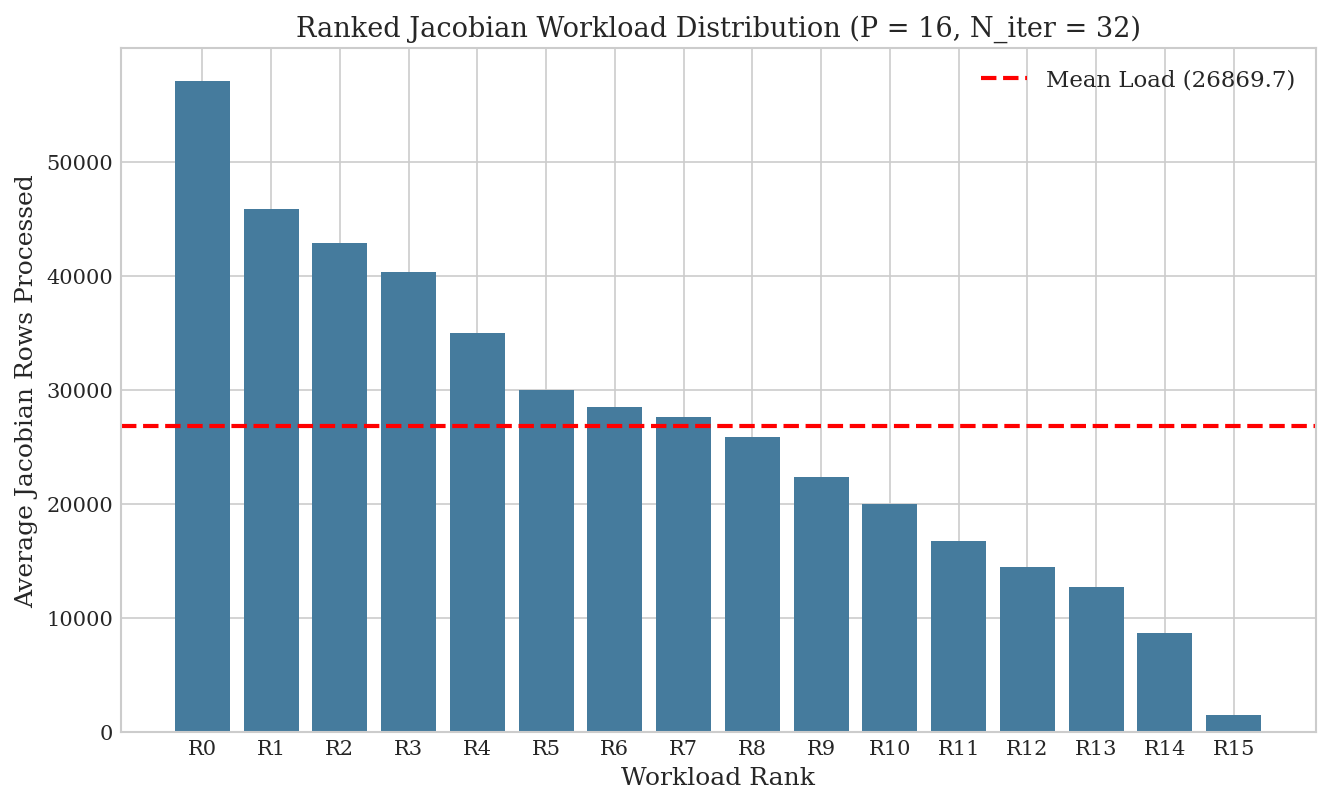 Ranked Jacobian Workload Distribution (P = 16, N_iter = 32)
Mean Load (26869.7)
Average Jacobian Rows Processed
50000
40000
30000
20000
10000
0
R0 R1 R2 R3 R4 R5 R6 R7 R8 R9 R10 R11 R12 R13 R14 R15
Workload Rank